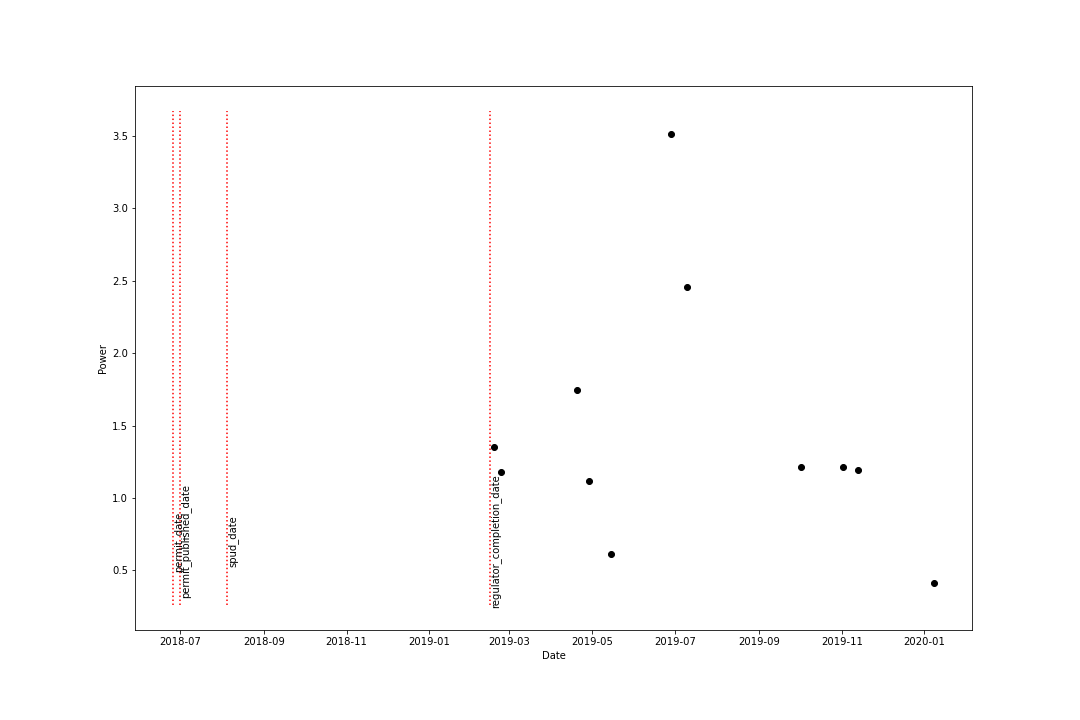 3.5
3.0
2.5
2.0
1.5
1.0
0.5
Power
permit_date
permit_published_date
spud_date
regulator_completion_date
2018-07 2018-09 2018-11 2019-01 2019-03 2019-05 2019-07 2019-09 2019-11 2020-01
Date